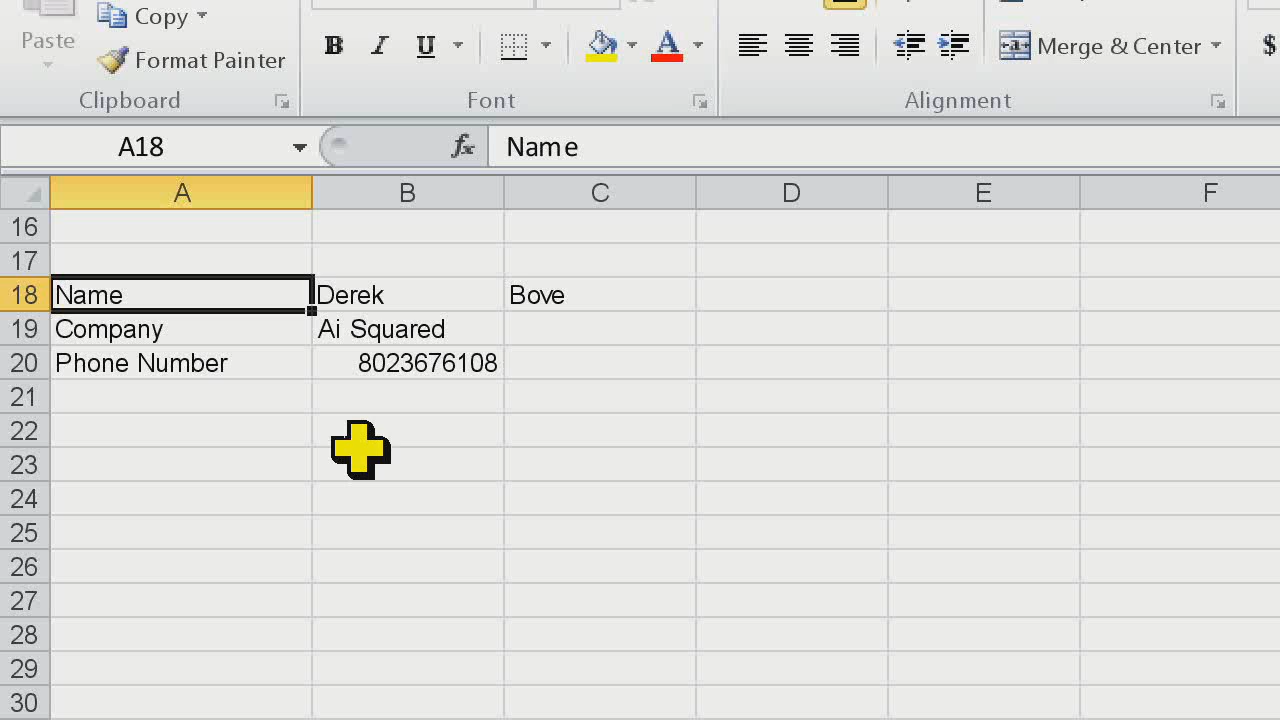 Copy
Paste
Format Painter
B I U A
Merge & Center $
Clipboard Font Alignment
A18 fx Name
A B C D E F
16
17
18 Name Derek Bove
19 Company Ai Squared
20 Phone Number 8023676108
21
22
23
24
25
26
27
28
29
30